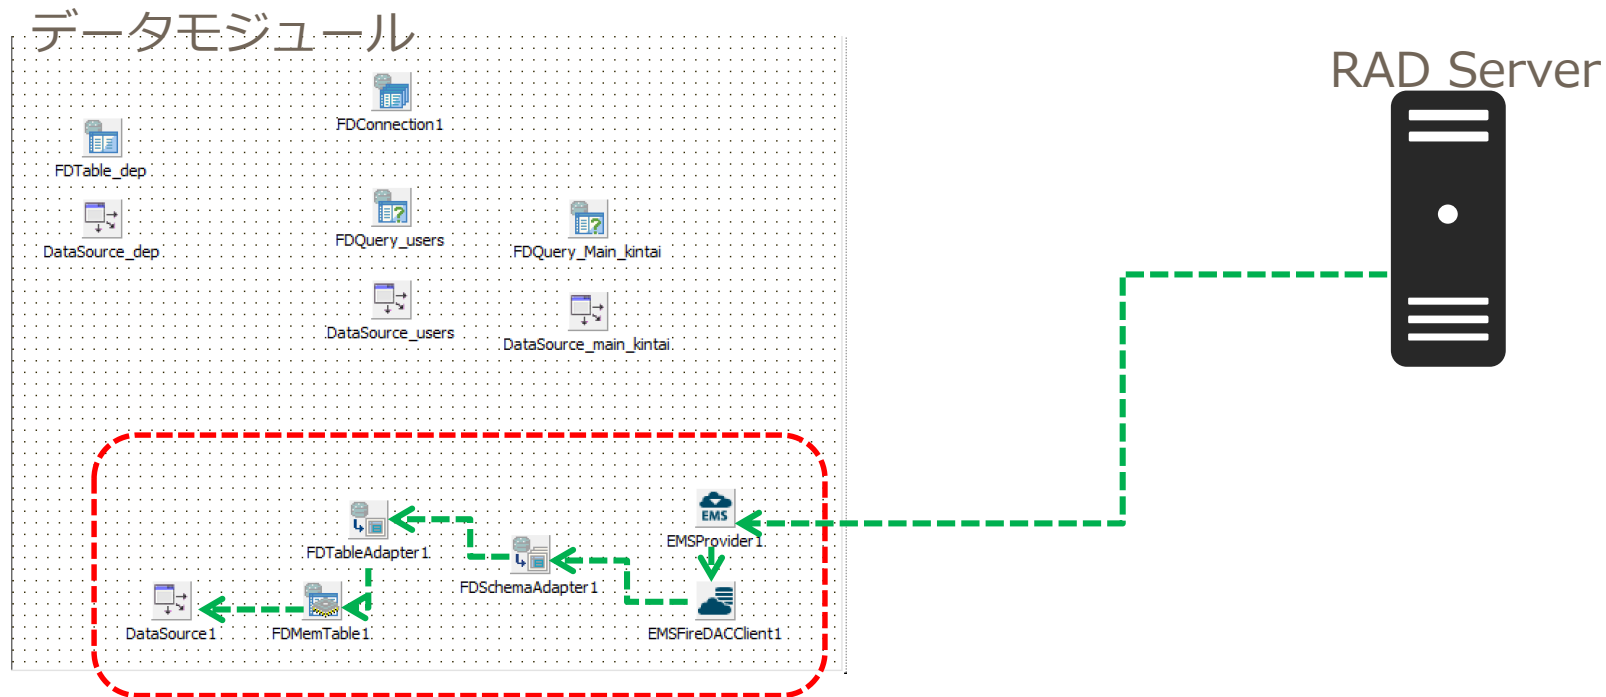 データモジュール
RAD Server
FDConnection1
FDTable_dep
FDQuery_users
DataSource_dep
FDQuery_Main_kintai
DataSource_users
DataSource_main_kintai
EMS
EMSProvider1
FDTableAdapter1
FDSchemaAdapter1
DataSource1
FDMemTable1
EMSFireDACClient1